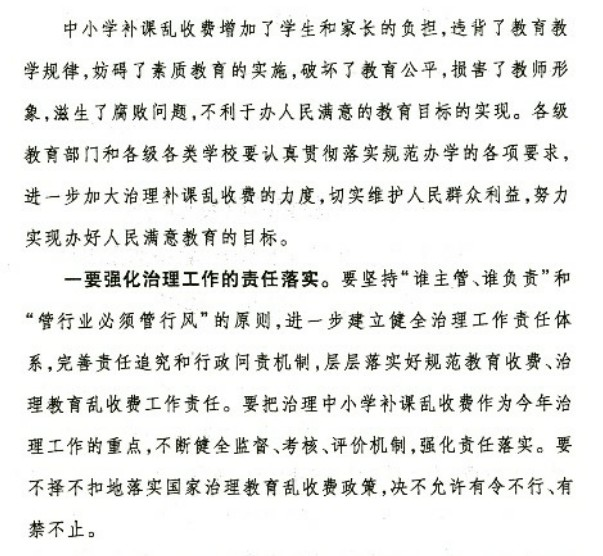 中小学补课乱收费增加了学生和家长的负担,违背了教育教
学规律,妨碍了素质教育的实施,破坏了教育公平,损害了教师形
象,滋生了腐败问题,不利于办人民满意的教育目标的实现。各级
教育部门和各级各类学校要认真贯彻落实规范办学的各项要求,
进一步加大治理补课乱收费的力度,切实维护人民群众利益,努力
实现办好人民满意教育的目标。
一要强化治理工作的责任落实。要坚持“谁主管、谁负责”和
“管行业必须管行风”的原则,进一步建立健全治理工作责任体
系,完善责任追究和行政问责机制,层层落实好规范教育收费、治
理教育乱收费工作责任。要把治理中小学补课乱收费作为今年治
理工作的重点,不断健全监督、考核、评价机制,强化责任落实。要
不择不扣地落实国家治理教育乱收费政策,决不允许有令不行、有
禁不止。